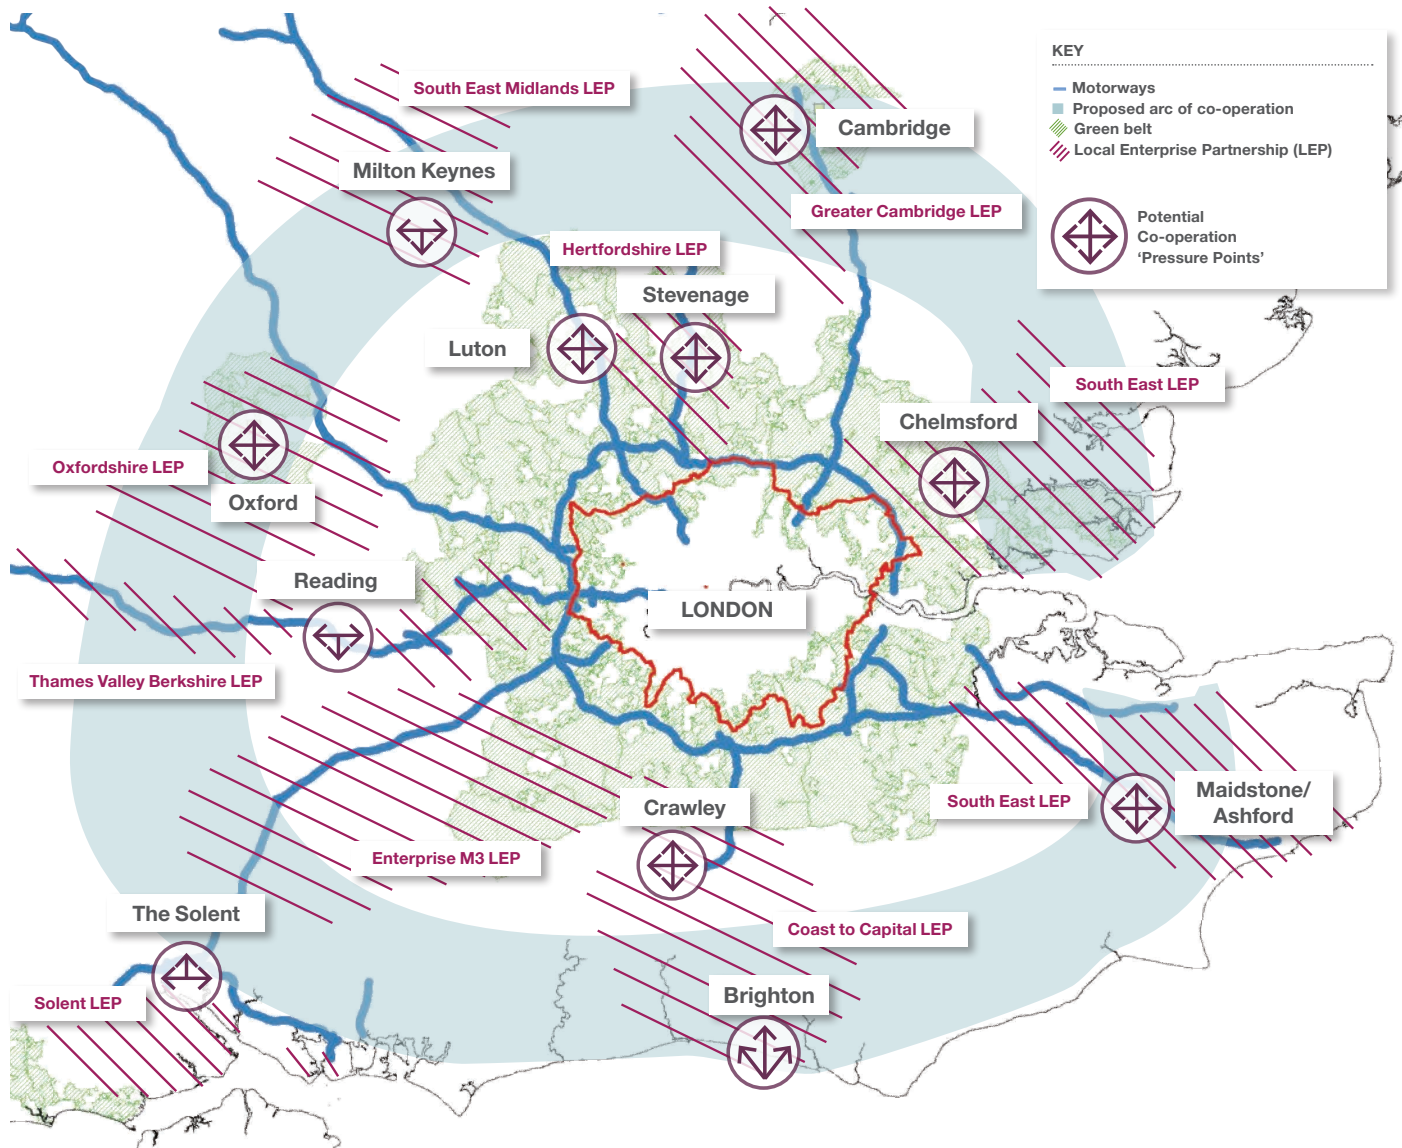 KEY
Motorways
Proposed arc of co-operation
Green belt
Local Enterprise Partnership (LEP)
Potential
Co-operation
‘Pressure Points’
South East Midlands LEP
Cambridge
Milton Keynes
Greater Cambridge LEP
Hertfordshire LEP
Stevenage
Luton
South East LEP
Chelmsford
Oxfordshire LEP
Oxford
Reading
LONDON
Thames Valley Berkshire LEP
South East LEP
Maidstone/
Ashford
Crawley
Enterprise M3 LEP
The Solent
Coast to Capital LEP
Solent LEP
Brighton